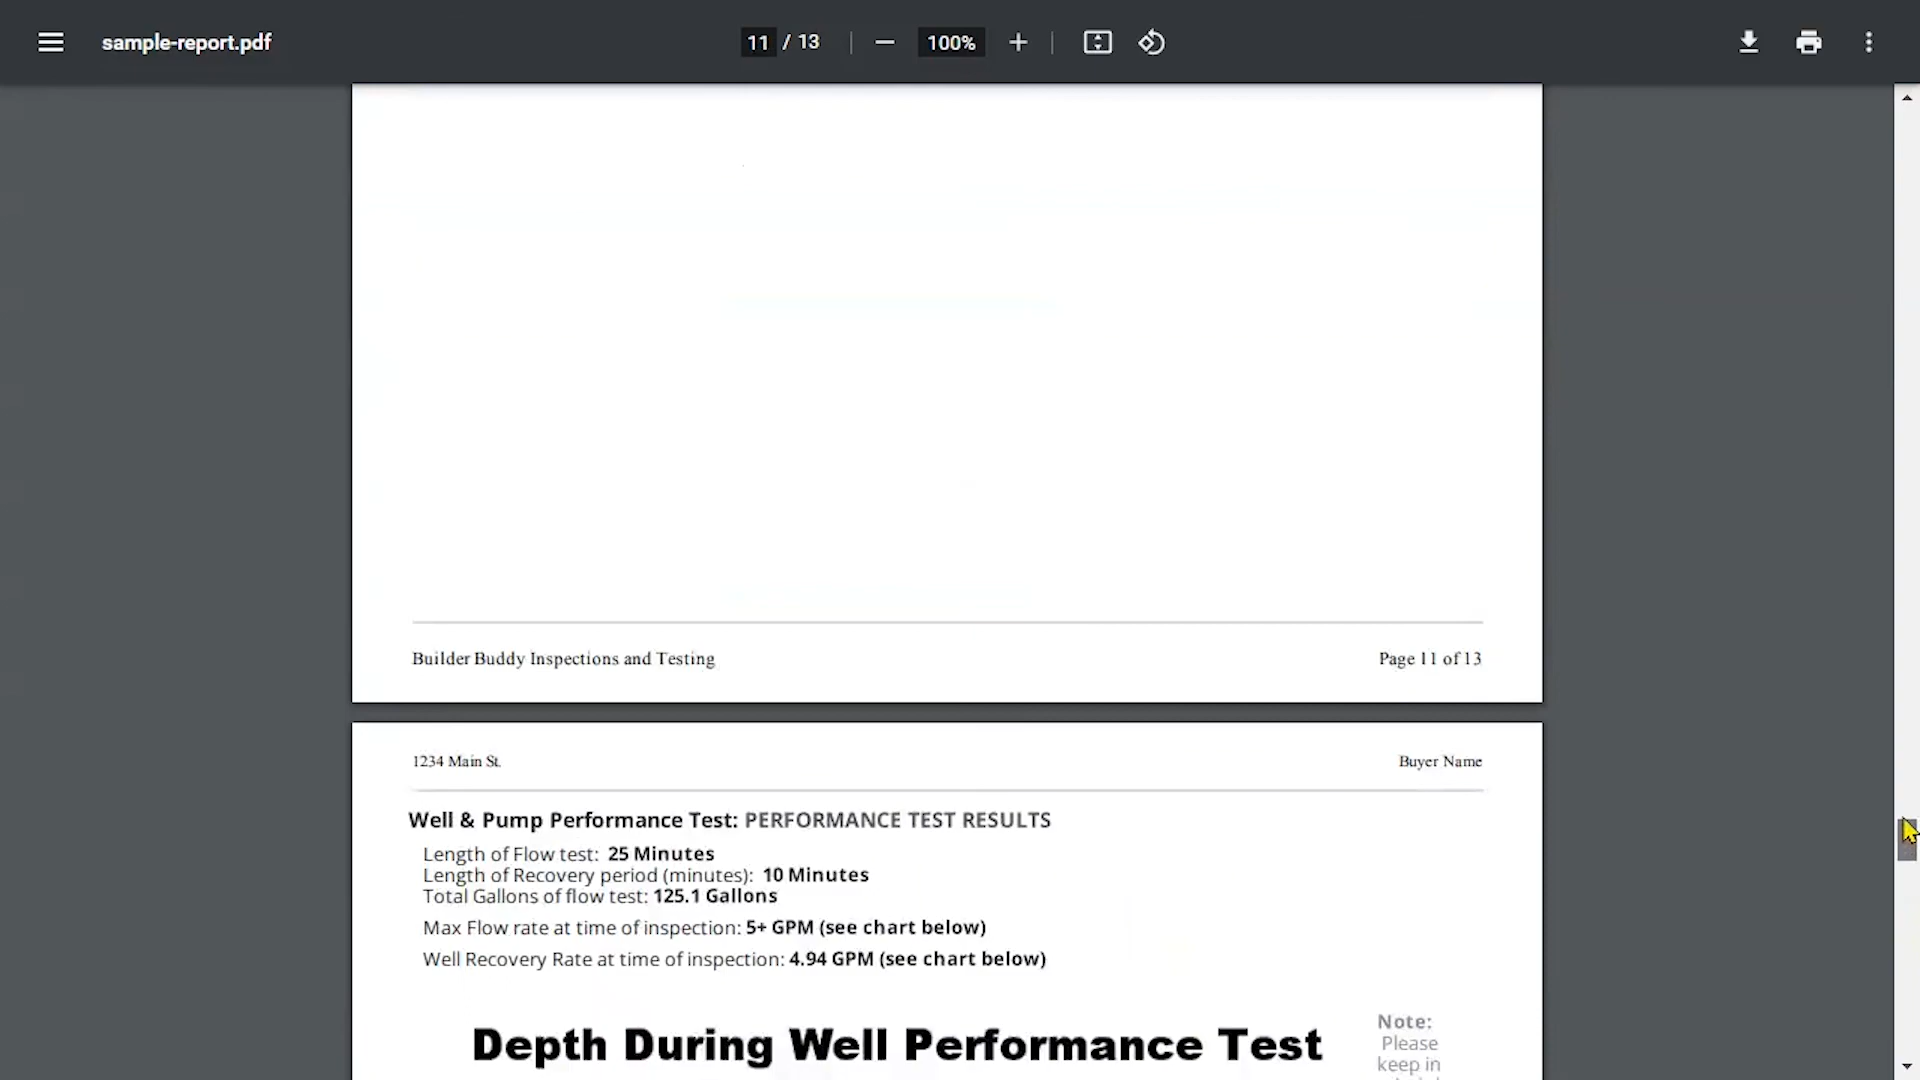 sample-report.pdf
11 / 13
100%
Builder Buddy Inspections and Testing
Page 11 of 13
1234 Main St.
Buyer Name
Well & Pump Performance Test: PERFORMANCE TEST RESULTS
Length of Flow test: 25 Minutes
Length of Recovery period (minutes): 10 Minutes
Total Gallons of flow test: 125.1 Gallons
Max Flow rate at time of inspection: 5+ GPM (see chart below)
Well Recovery Rate at time of inspection: 4.94 GPM (see chart below)
Depth During Well Performance Test
Note:
Please
keep in